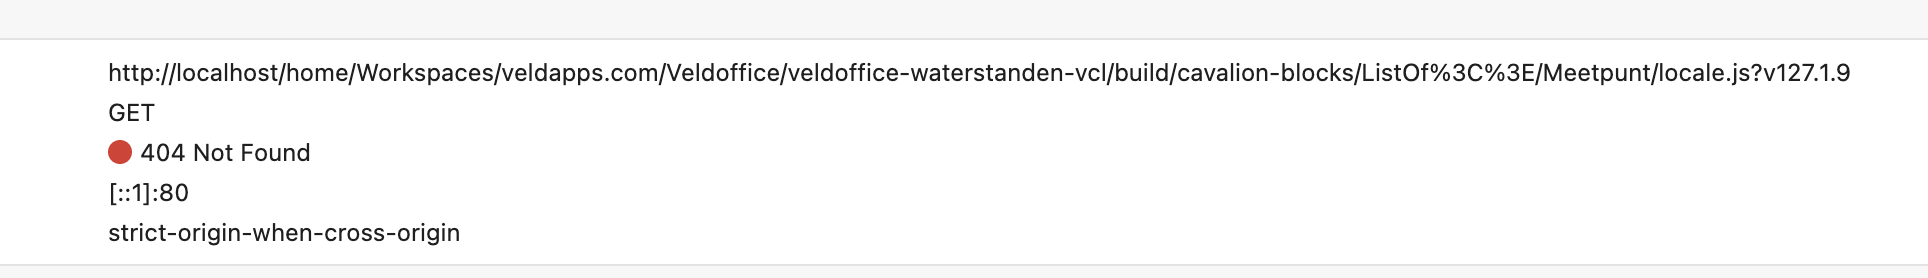 http://localhost/home/Workspaces/veldapps.com/Veldoffice/veldoffice-waterstanden-vcl/build/cavalion-blocks/ListOf%3C%3E/Meetpunt/locale.js?v127.1.9
GET
404 Not Found
[::1]:80
strict-origin-when-cross-origin